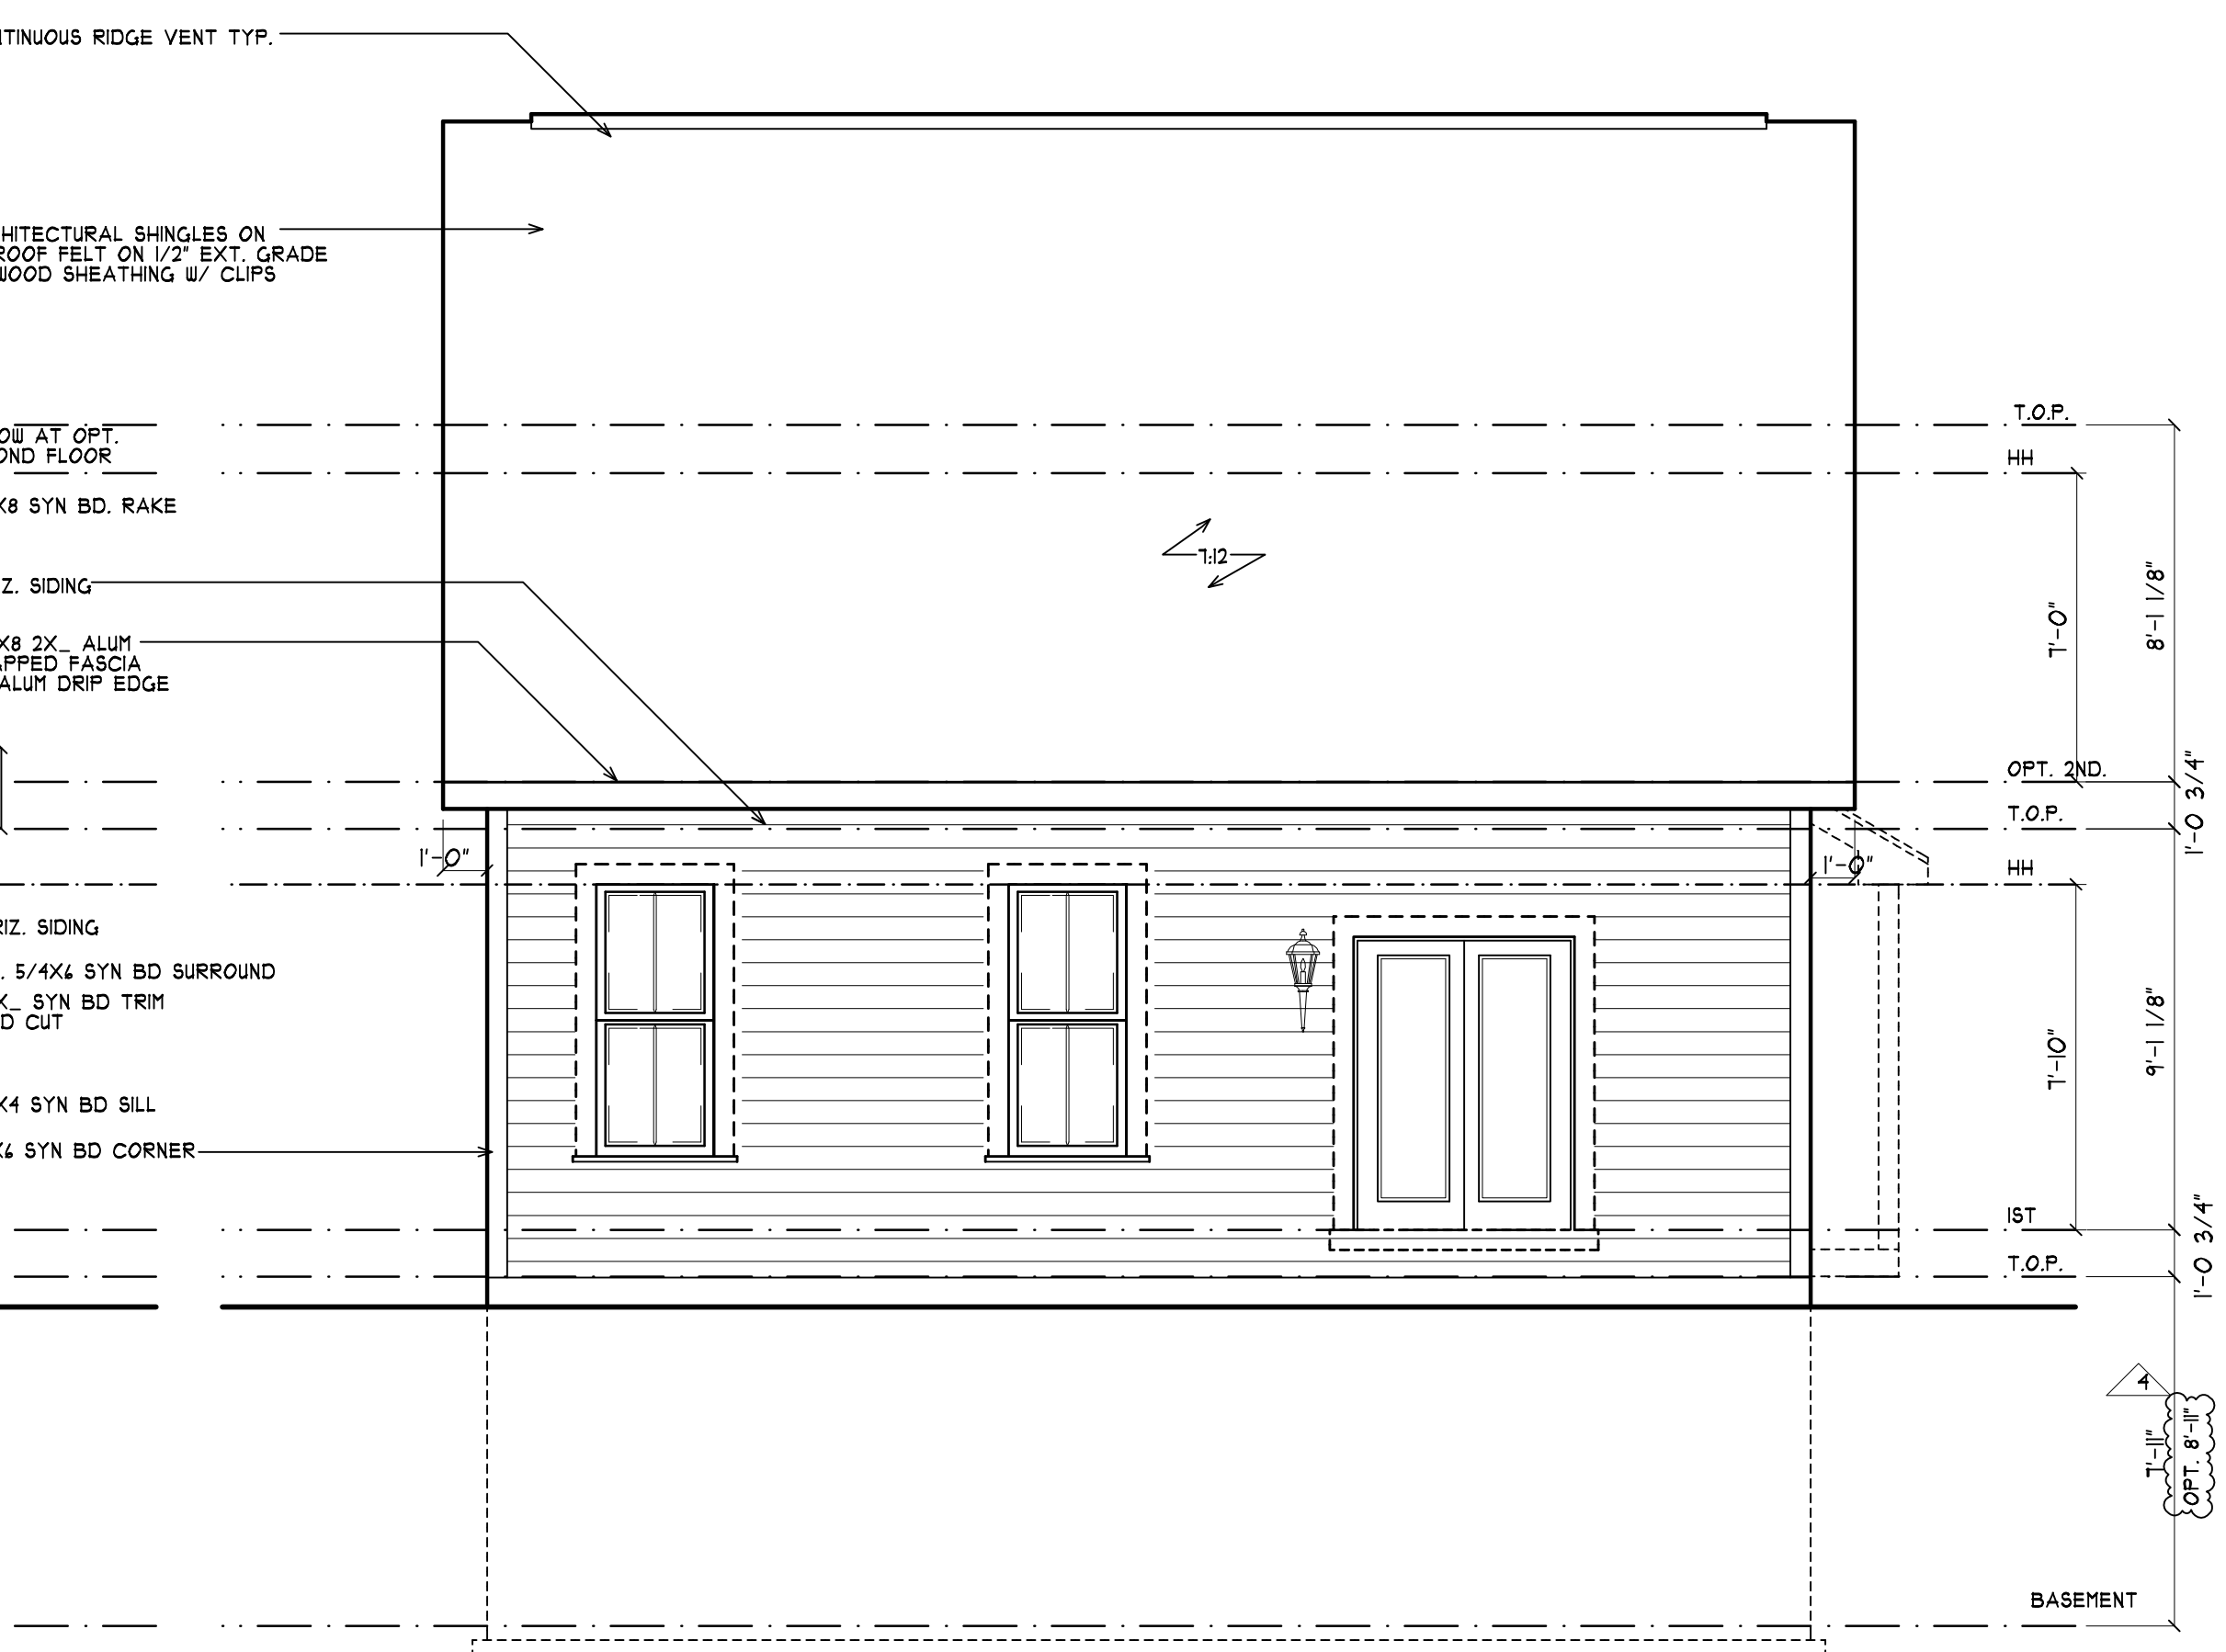 TINUOUS RIDGE VENT TYP.
HITECTURAL SHINGLES ON
ROOF FELT ON 1/2" EXT. GRADE
WOOD SHEATHING W/ CLIPS
OW AT OPT.
OND FLOOR
X8 SYN BD. RAKE
Z. SIDING
X8 2X_ ALUM
APPED FASCIA
ALUM DRIP EDGE
RIZ. SIDING
. 5/4X6 SYN BD SURROUND
X_ SYN BD TRIM
D CUT
X4 SYN BD SILL
X6 SYN BD CORNER
7:12
1'-0"
1'-0"
T.O.P.
HH
OPT. 2ND.
T.O.P.
HH
1ST
T.O.P.
BASEMENT
7'-0"
8'-1 1/8"
1'-0 3/4"
7'-10"
9'-1 1/8"
1'-0 3/4"
4
7'-11"
OPT. 8'-11"